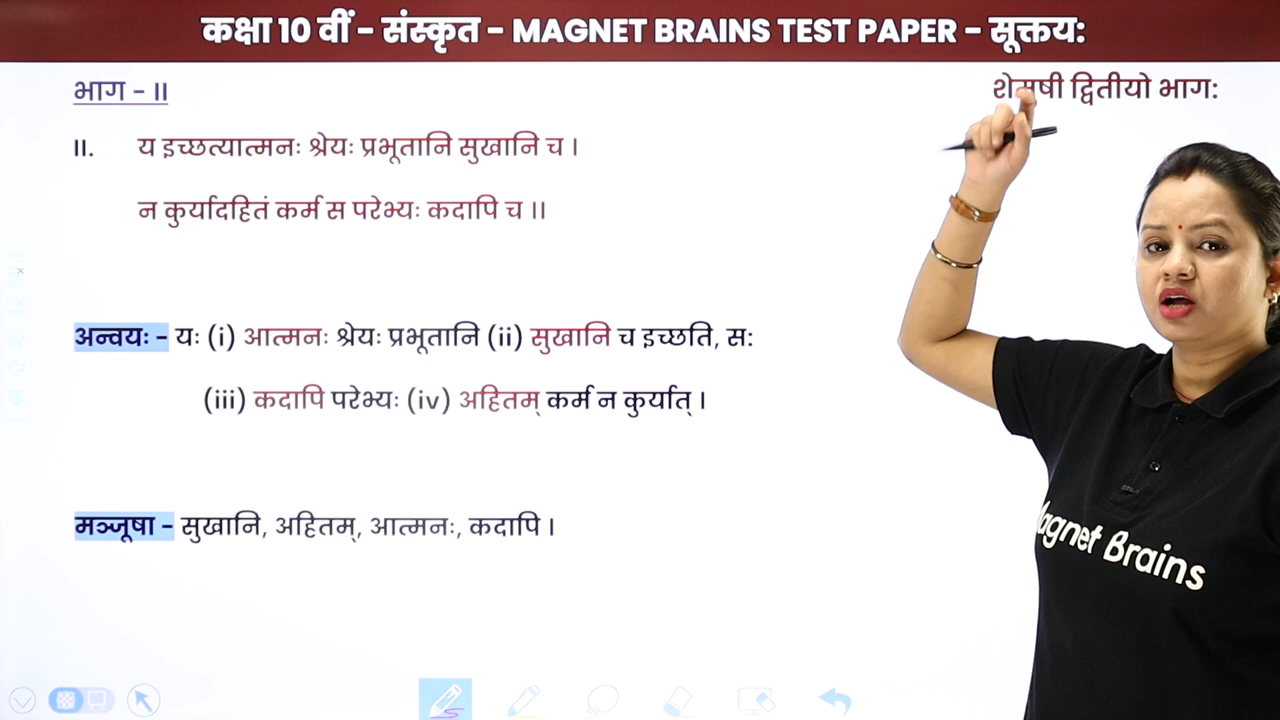 कक्षा 10 वीं - संस्कृत - MAGNET BRAINS TEST PAPER - सूक्तय:
भाग - II
द्वितीयो भाग:
II. य इच्छत्यात्मनः श्रेयः प्रभूतानि सुखानि च ।
न कुर्यादहितं कर्म स परेभ्यः कदापि च ।।
अन्वयः - यः (i) आत्मनः श्रेयः प्रभूतानि (ii) सुखानि च इच्छति, स:
(iii) कदापि परेभ्यः (iv) अहितम् कर्म न कुर्यात् ।
मञ्जूषा - सुखानि, अहितम्, आत्मनः, कदापि ।
Magnet Brains